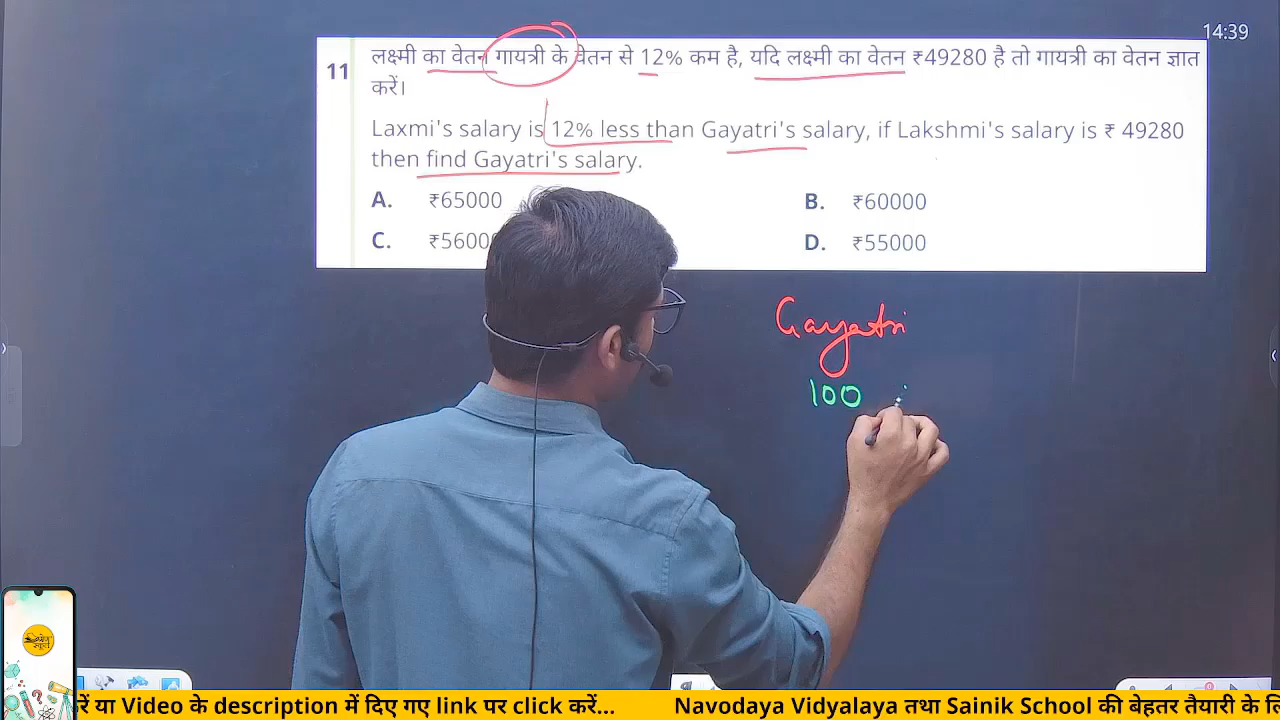 14:39
11
लक्ष्मी का वेतन गायत्री के वेतन से 12% कम है, यदि लक्ष्मी का वेतन ₹49280 है तो गायत्री का वेतन ज्ञात
करें।
Laxmi's salary is 12% less than Gayatri's salary, if Lakshmi's salary is ₹ 49280
then find Gayatri's salary.
A. ₹65000
B. ₹60000
C. ₹5600
D. ₹55000
Gayatri
100
रें या Video के description में दिए गए link पर click करें... Navodaya Vidyalaya तथा Sainik School की बेहतर तैयारी के